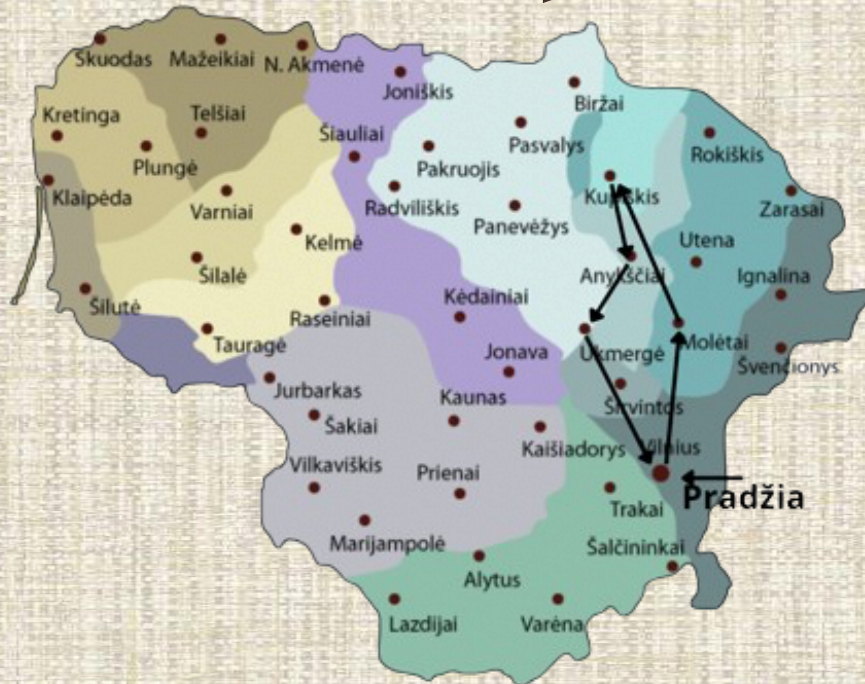 Skuodas
Mažeikiai
N. Akmenė
Joniškis
Biržai
Kretinga
Telšiai
Šiauliai
Pasvalys
Rokiškis
Plungė
Pakruojis
Klaipėda
Varniai
Radviliškis
Kupiškis
Zarasai
Panevėžys
Kelmė
Utena
Šilalė
Anykščiai
Ignalina
Šilutė
Kėdainiai
Raseiniai
Tauragė
Jonava
Ukmergė
Molėtai
Švenčionys
Jurbarkas
Kaunas
Širvintos
Šakiai
Kaišiadorys
Vilnius
Vilkaviškis
Prienai
Pradžia
Trakai
Marijampolė
Šalčininkai
Alytus
Lazdijai
Varėna